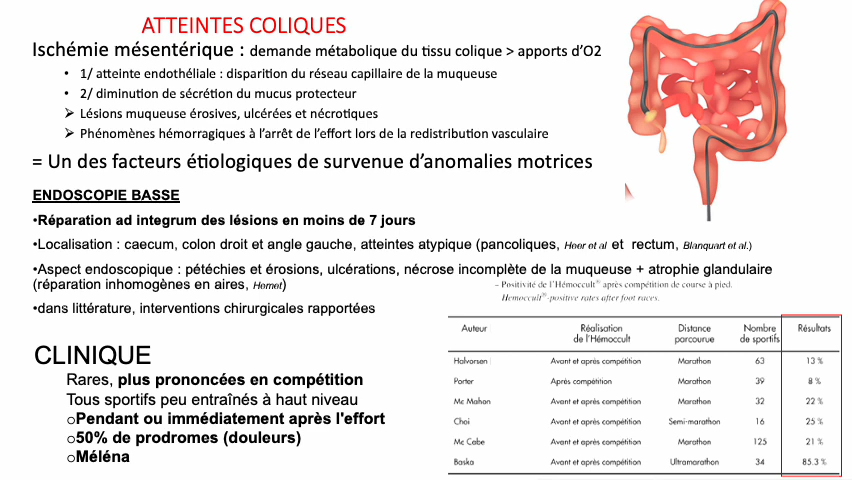 ATTEINTES COLIQUES
Ischémie mésentérique : demande métabolique du tissu colique > apports d'O2
• 1/ atteinte endothéliale : disparition du réseau capillaire de la muqueuse
• 2/ diminution de sécrétion du mucus protecteur
➢ Lésions muqueuse érosives, ulcérées et nécrotiques
➢ Phénomènes hémorragiques à l'arrêt de l'effort lors de la redistribution vasculaire
= Un des facteurs étiologiques de survenue d'anomalies motrices
ENDOSCOPIE BASSE
•Réparation ad integrum des lésions en moins de 7 jours
•Localisation : caecum, colon droit et angle gauche, atteintes atypique (pancoliques, Heer et al et rectum, Blanquart et al.)
•Aspect endoscopique : pétéchies et érosions, ulcérations, nécrose incomplète de la muqueuse + atrophie glandulaire
(réparation inhomogènes en aires, Hemet)
•dans littérature, interventions chirurgicales rapportées
– Positivité de l'Hémoccult® après compétition de course à pied.
Hemoccult®-positive rates after foot races.
Auteur Réalisation de l'Hémoccult Distance parcourue Nombre de sportifs Résultats
Halvorsen Avant et après compétition Marathon 63 13 %
Porter Après compétition Marathon 39 8 %
Mc Mahon Avant et après compétition Marathon 32 22 %
Choi Avant et après compétition Semi-marathon 16 25 %
Mc Cabe Avant et après compétition Marathon 125 21 %
Baska Avant et après compétition Ultramarathon 34 85.3 %
CLINIQUE
Rares, plus prononcées en compétition
Tous sportifs peu entraînés à haut niveau
oPendant ou immédiatement après l'effort
o50% de prodromes (douleurs)
oMéléna